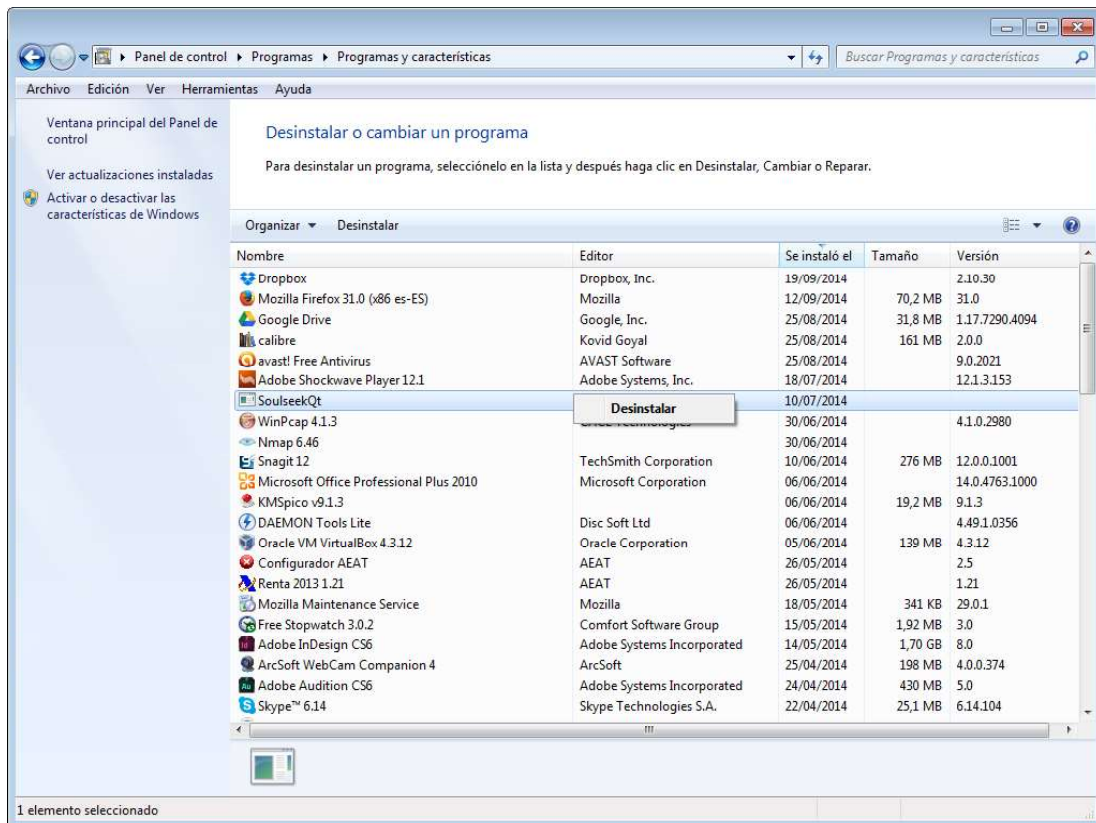 Panel de control ▸ Programas ▸ Programas y características
Buscar Programas y características
Archivo Edición Ver Herramientas Ayuda
Ventana principal del Panel de
control
Ver actualizaciones instaladas
Activar o desactivar las
características de Windows
Desinstalar o cambiar un programa
Para desinstalar un programa, selecciónelo en la lista y después haga clic en Desinstalar, Cambiar o Reparar.
Organizar Desinstalar
Nombre Editor Se instaló el Tamaño Versión
Dropbox Dropbox, Inc. 19/09/2014 2.10.30
Mozilla Firefox 31.0 (x86 es-ES) Mozilla 12/09/2014 70,2 MB 31.0
Google Drive Google, Inc. 25/08/2014 31,8 MB 1.17.7290.4094
calibre Kovid Goyal 25/08/2014 161 MB 2.0.0
avast! Free Antivirus AVAST Software 25/08/2014 9.0.2021
Adobe Shockwave Player 12.1 Adobe Systems, Inc. 18/07/2014 12.1.3.153
SoulseekQt 10/07/2014
Desinstalar
WinPcap 4.1.3 30/06/2014 4.1.0.2980
Nmap 6.46 30/06/2014
Snagit 12 TechSmith Corporation 10/06/2014 276 MB 12.0.0.1001
Microsoft Office Professional Plus 2010 Microsoft Corporation 06/06/2014 14.0.4763.1000
KMSpico v9.1.3 06/06/2014 19,2 MB 9.1.3
DAEMON Tools Lite Disc Soft Ltd 06/06/2014 4.49.1.0356
Oracle VM VirtualBox 4.3.12 Oracle Corporation 05/06/2014 139 MB 4.3.12
Configurador AEAT AEAT 26/05/2014 2.5
Renta 2013 1.21 AEAT 26/05/2014 1.21
Mozilla Maintenance Service Mozilla 18/05/2014 341 KB 29.0.1
Free Stopwatch 3.0.2 Comfort Software Group 15/05/2014 1,92 MB 3.0
Adobe InDesign CS6 Adobe Systems Incorporated 14/05/2014 1,70 GB 8.0
ArcSoft WebCam Companion 4 ArcSoft 25/04/2014 198 MB 4.0.0.374
Adobe Audition CS6 Adobe Systems Incorporated 24/04/2014 430 MB 5.0
Skype™ 6.14 Skype Technologies S.A. 22/04/2014 25,1 MB 6.14.104
1 elemento seleccionado